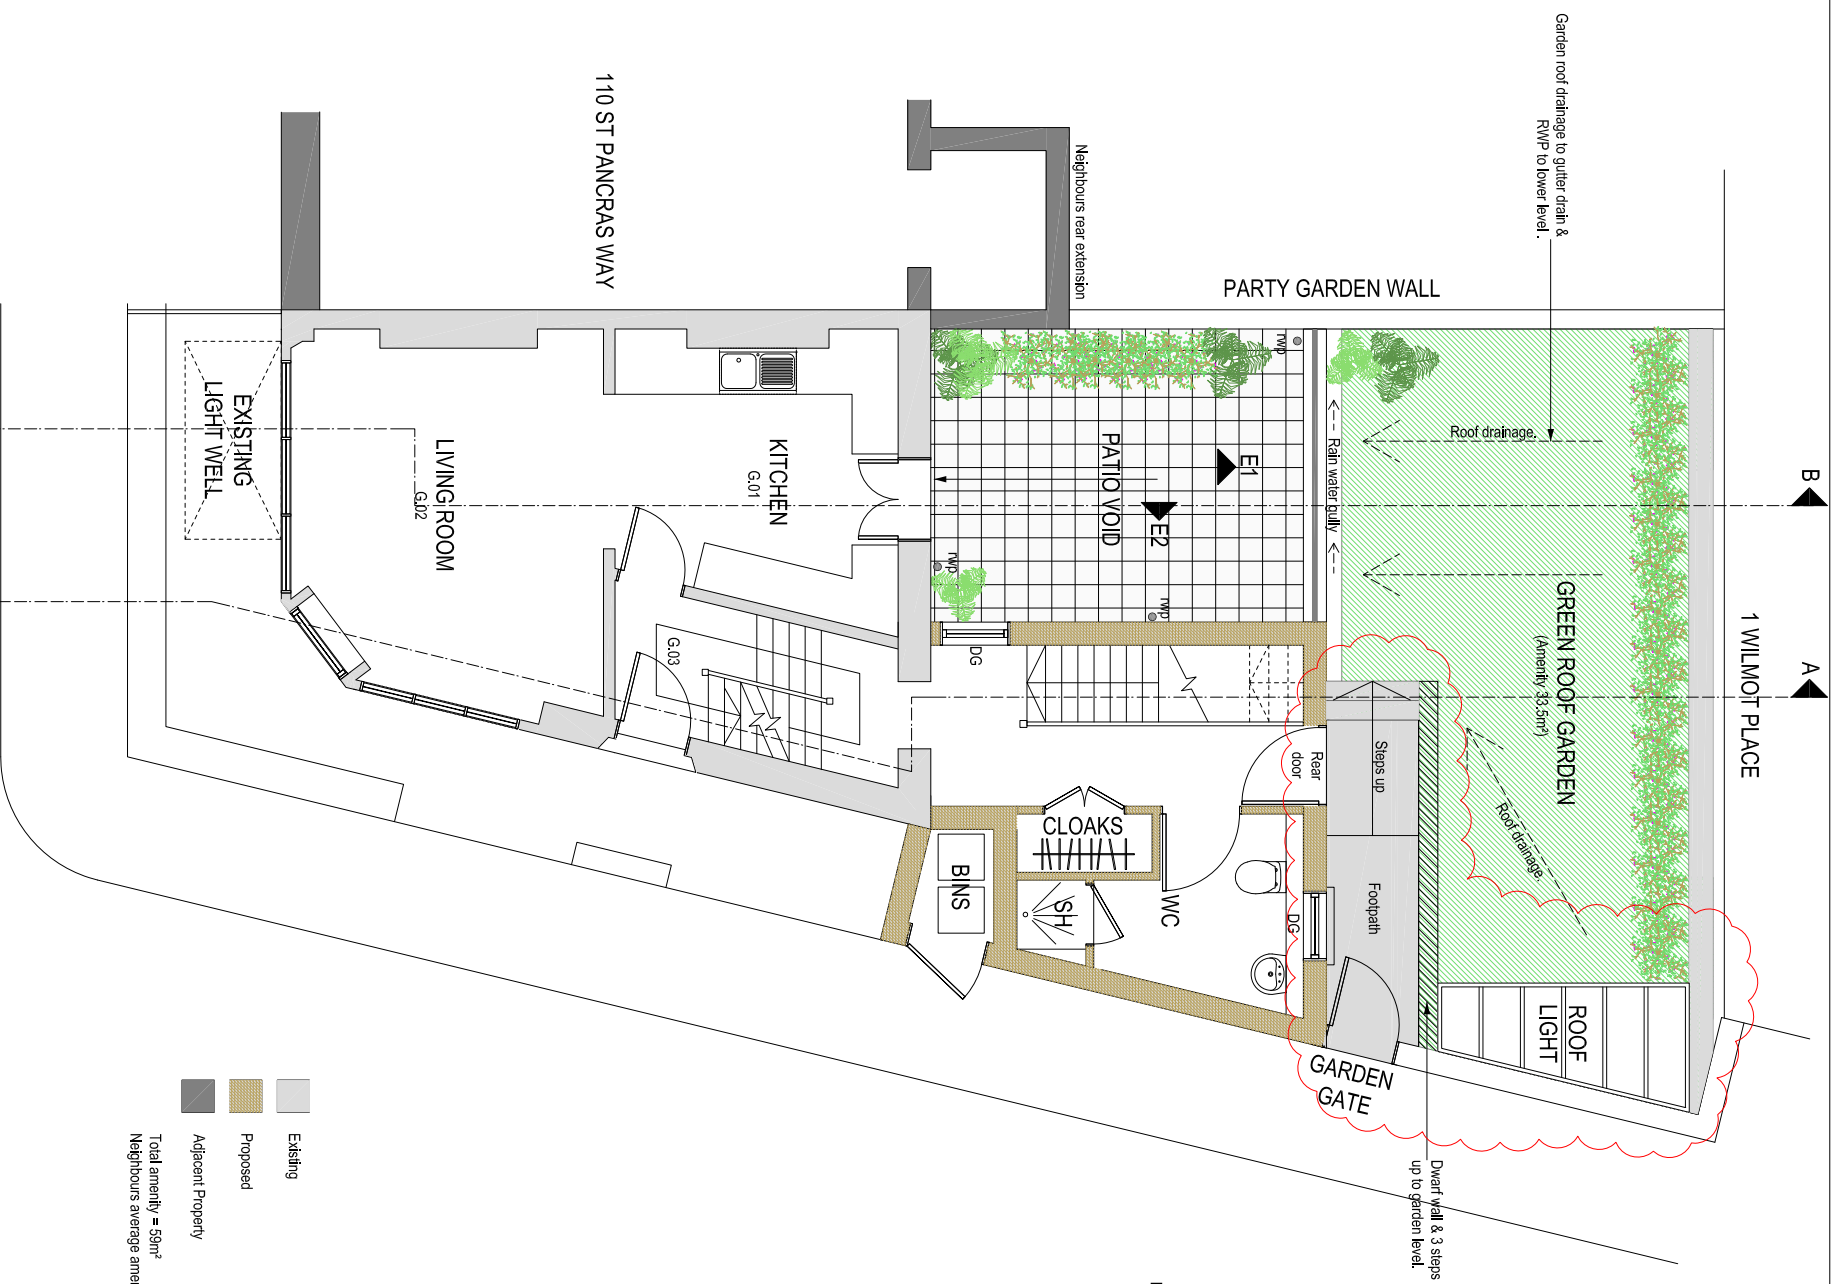 Garden roof drainage to gutter drain &
RWP to lower level.
B
A
1 WILMOT PLACE
110 ST PANCRAS WAY
Neighbours rear extension
PARTY GARDEN WALL
GREEN ROOF GARDEN
(Amenity 33.5m²)
Roof drainage.
Roof drainage.
Rain water gully
rwp
rwp
rwp
PATIO VOID
E1
E2
KITCHEN
G.01
LIVING ROOM
G.02
G.03
EXISTING
LIGHT WELL
DG
DG
Rear
door
Steps up
Footpath
CLOAKS
WC
SH
BINS
ROOF
LIGHT
GARDEN
GATE
Dwarf wall & 3 steps
up to garden level.
Existing
Proposed
Adjacent Property
Total amenity = 59m²
Neighbours average